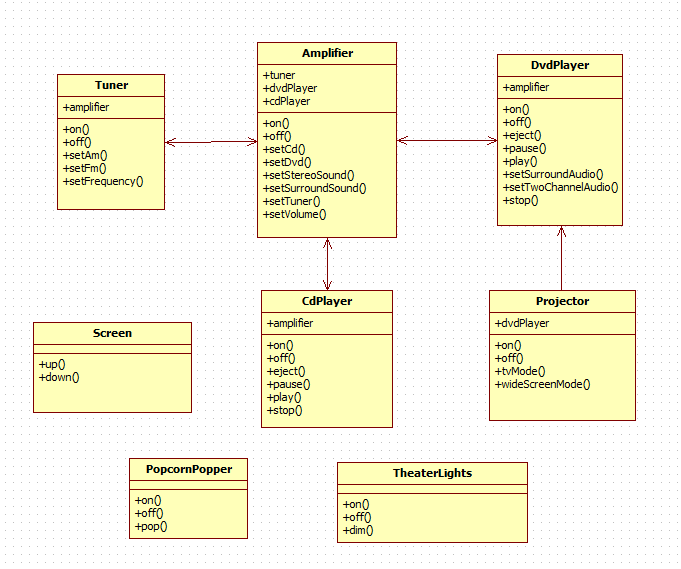 Tuner
+amplifier
+on()
+off()
+setAm()
+setFm()
+setFrequency()
Amplifier
+tuner
+dvdPlayer
+cdPlayer
+on()
+off()
+setCd()
+setDvd()
+setStereoSound()
+setSurroundSound()
+setTuner()
+setVolume()
DvdPlayer
+amplifier
+on()
+off()
+eject()
+pause()
+play()
+setSurroundAudio()
+setTwoChannelAudio()
+stop()
Screen
+up()
+down()
CdPlayer
+amplifier
+on()
+off()
+eject()
+pause()
+play()
+stop()
Projector
+dvdPlayer
+on()
+off()
+tvMode()
+wideScreenMode()
PopcornPopper
+on()
+off()
+pop()
TheaterLights
+on()
+off()
+dim()